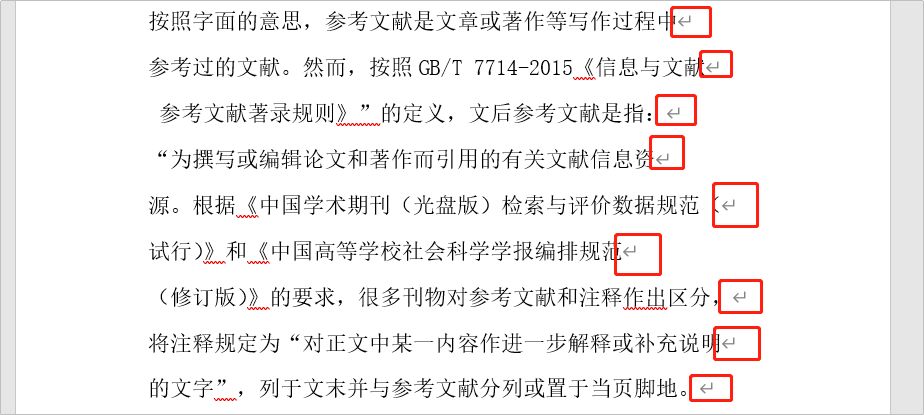 按照字面的意思，参考文献是文章或著作等写作过程中↵
参考过的文献。然而，按照 GB/T 7714-2015《信息与文献↵
参考文献著录规则》”的定义，文后参考文献是指：↵
“为撰写或编辑论文和著作而引用的有关文献信息资↵
源。根据《中国学术期刊（光盘版）检索与评价数据规范（↵
试行）》和《中国高等学校社会科学学报编排规范↵
（修订版）》的要求，很多刊物对参考文献和注释作出区分，↵
将注释规定为“对正文中某一内容作进一步解释或补充说明↵
的文字”，列于文末并与参考文献分列或置于当页脚地。↵